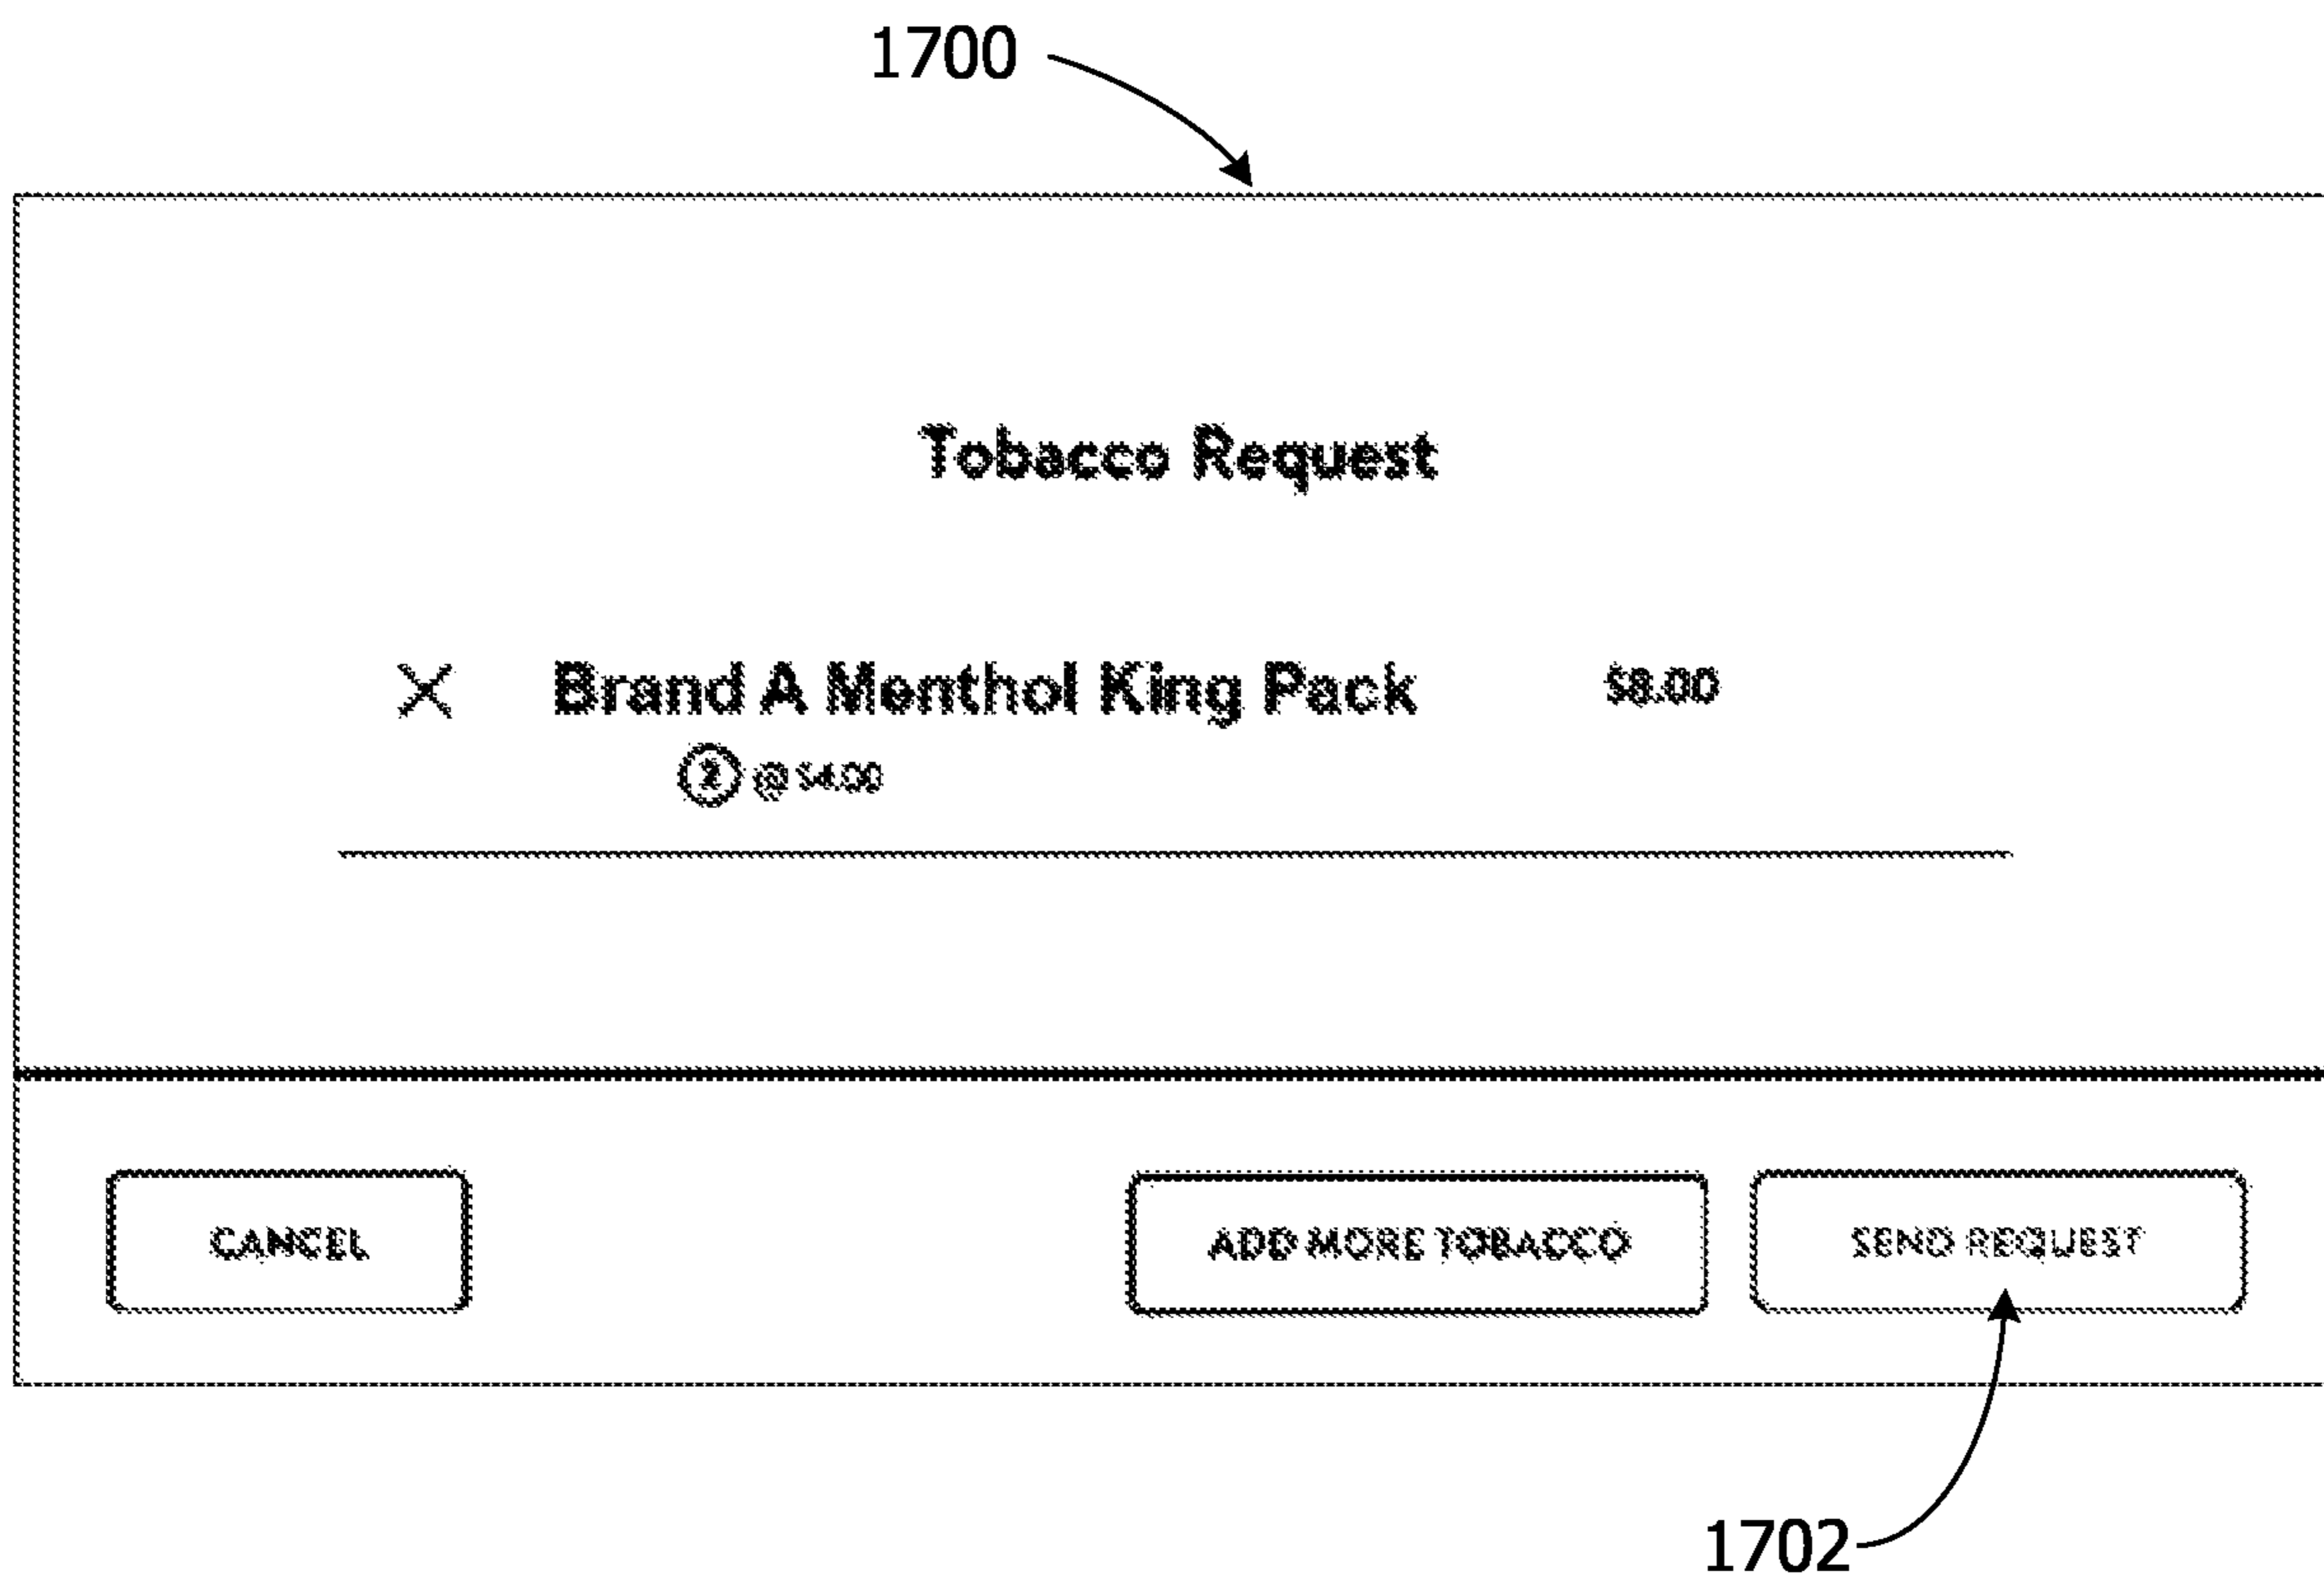 1700
Tobacco Request
X Brand A Menthol King Pack $8.00
2 @ $4.00
CANCEL ADD MORE TOBACCO SEND REQUEST
1702